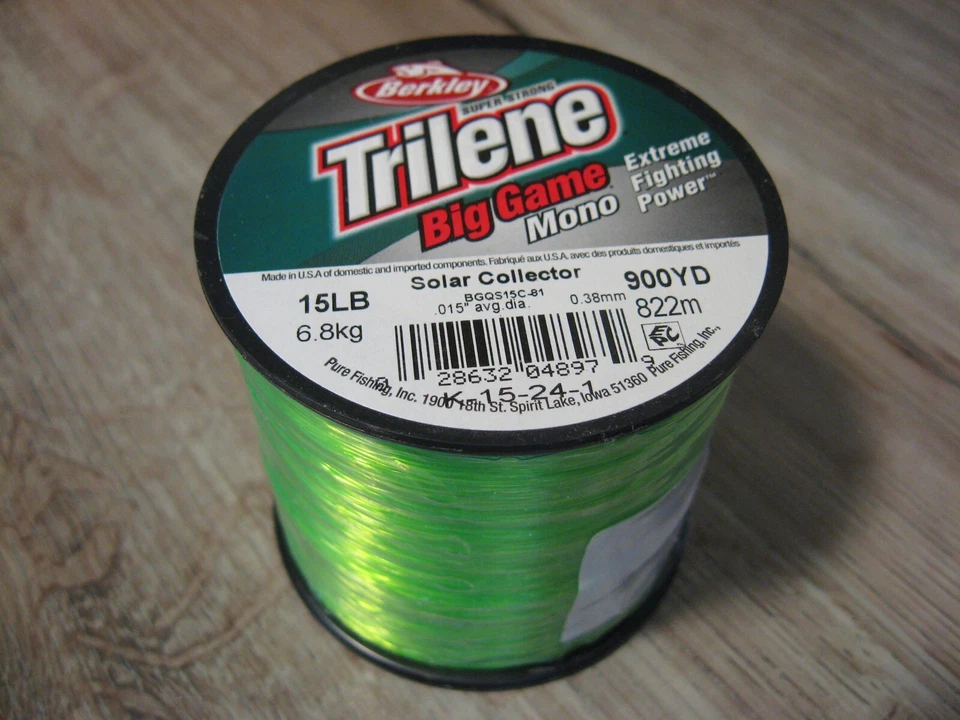 Berkley
SUPER STRONG
Trilene
Big Game
Mono
Extreme
Fighting
Power™
Made in U.S.A of domestic and imported components. Fabriqué aux U.S.A. avec des produits domestiques et importés
Solar Collector
15LB
6.8kg
BGQS15C-81
.015" avg.dia. 0.38mm
900YD
822m
28632 04897 9
K-15-24-1
Pure Fishing, Inc. 1900 18th St. Spirit Lake, Iowa 51360 Pure Fishing, Inc.,